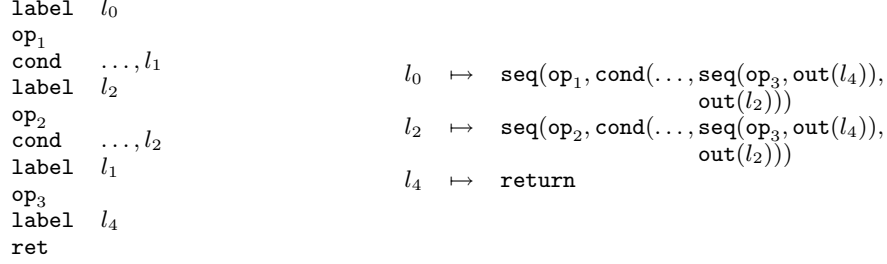 label l₀
op₁
cond …, l₁
label l₂
op₂
cond …, l₂
label l₁
op₃
label l₄
ret
l₀ ↦ seq(op₁, cond(…, seq(op₃, out(l₄)),
out(l₂)))
l₂ ↦ seq(op₂, cond(…, seq(op₃, out(l₄)),
out(l₂)))
l₄ ↦ return